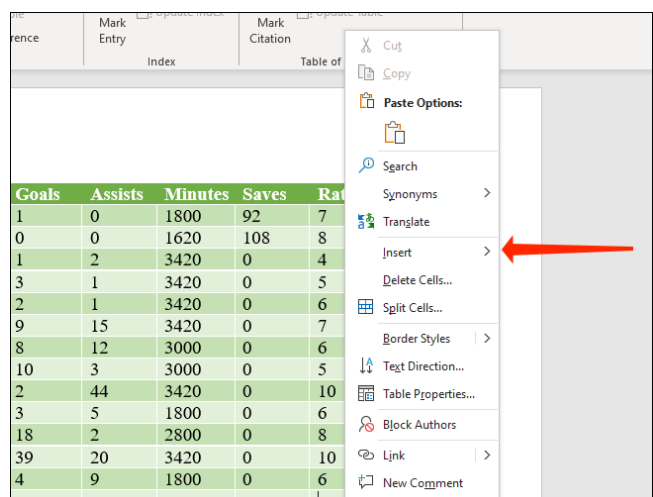 rence
Mark
Entry
Update Index
Mark
Citation
Update Table
Index
Table of
Cut
Copy
Paste Options:
Search
Synonyms
Translate
Insert
Delete Cells...
Split Cells...
Border Styles
Text Direction...
Table Properties...
Block Authors
Link
New Comment
Goals Assists Minutes Saves Rat
1 0 1800 92 7
0 0 1620 108 8
1 2 3420 0 4
3 1 3420 0 5
2 1 3420 0 6
9 15 3420 0 7
8 12 3000 0 6
10 3 3000 0 5
2 44 3420 0 10
3 5 1800 0 6
18 2 2800 0 8
39 20 3420 0 10
4 9 1800 0 6